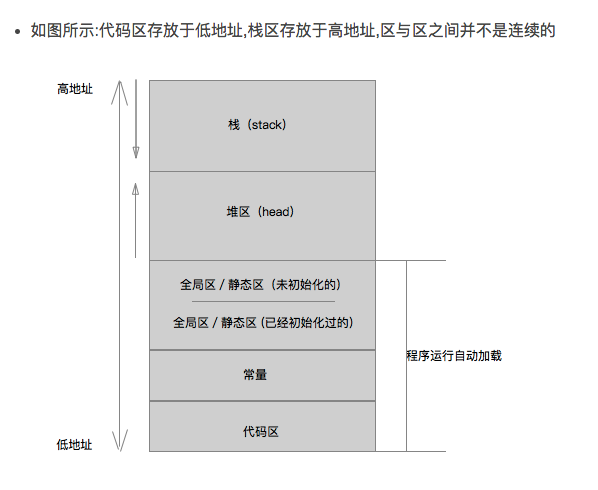 如图所示:代码区存放于低地址,栈区存放于高地址,区与区之间并不是连续的
高地址
栈（stack）
堆区（head）
全局区 / 静态区（未初始化的）
全局区 / 静态区 (已经初始化过的)
程序运行自动加载
常量
代码区
低地址